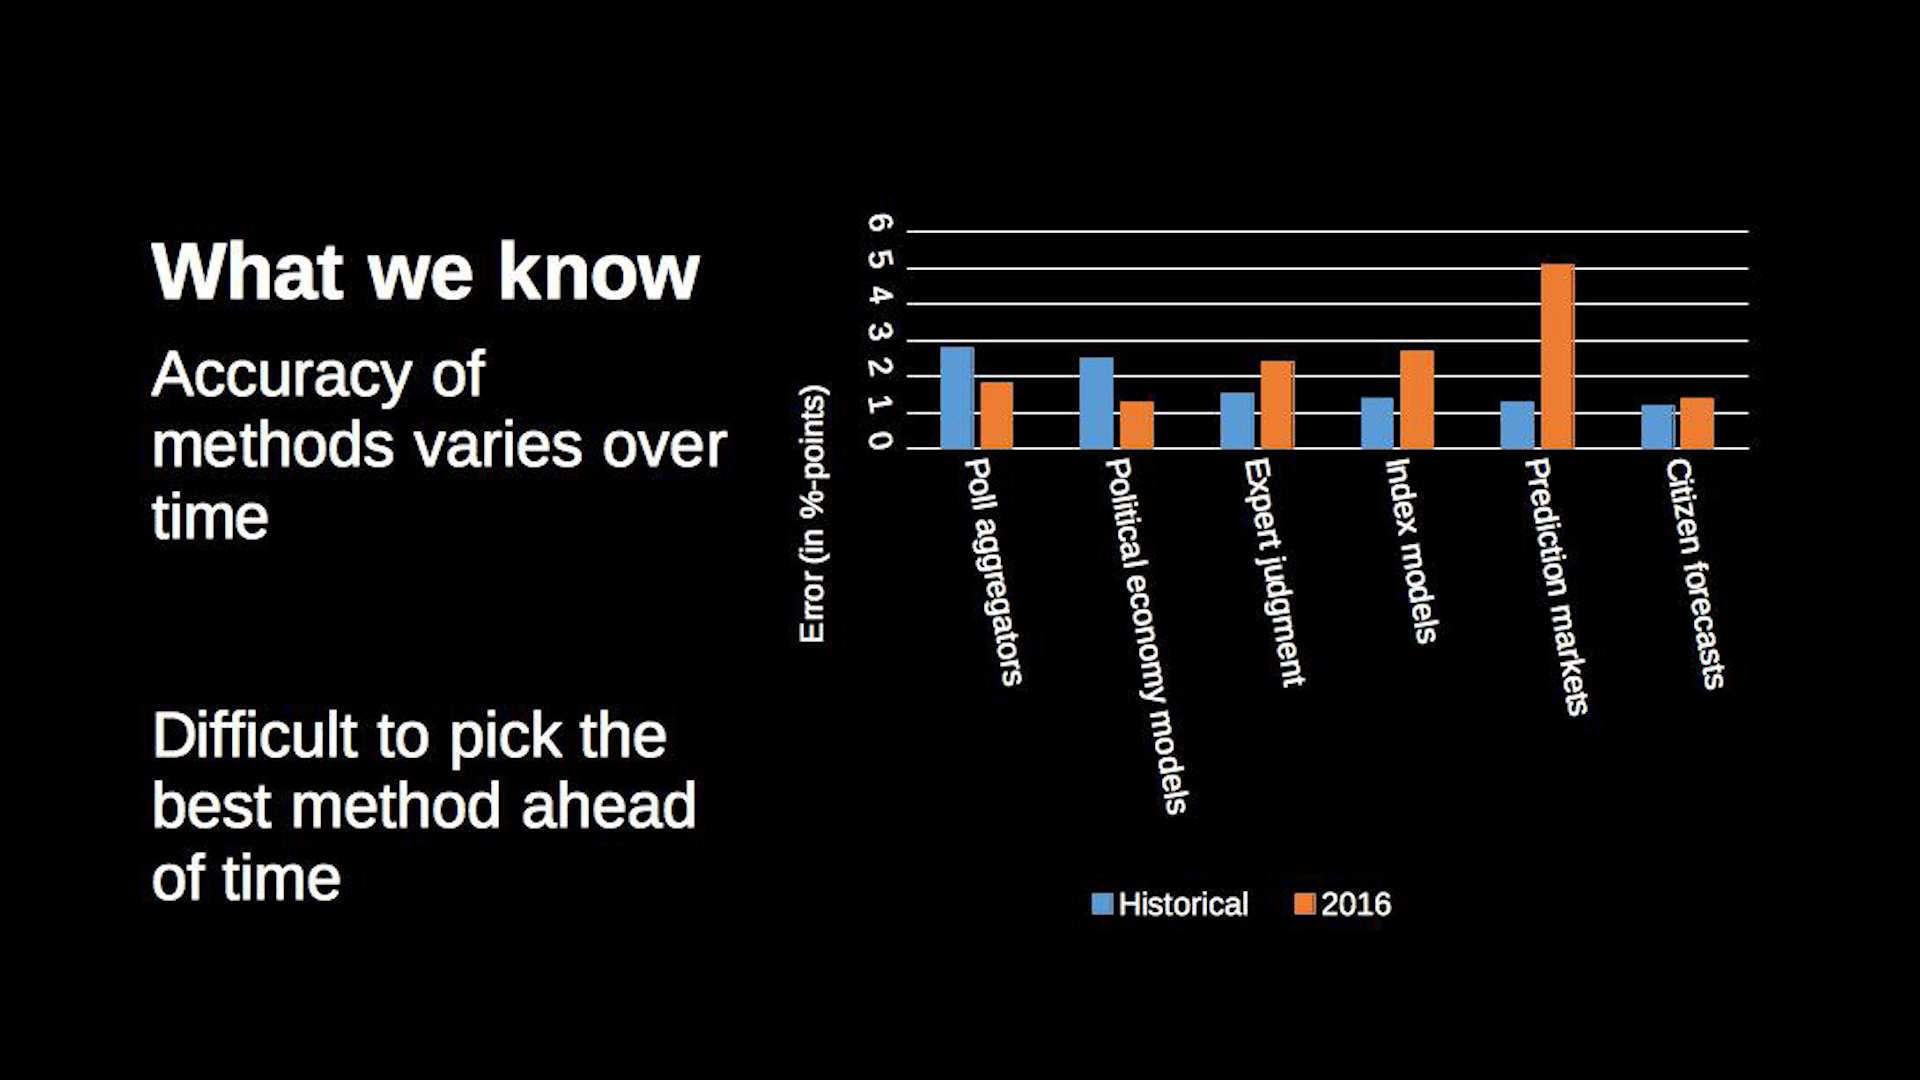 What we know
Accuracy of
methods varies over
time
Difficult to pick the
best method ahead
of time
Error (in %-points)
6
5
4
3
2
1
0
Poll aggregators
Political economy models
Expert judgment
Index models
Prediction markets
Citizen forecasts
Historical
2016